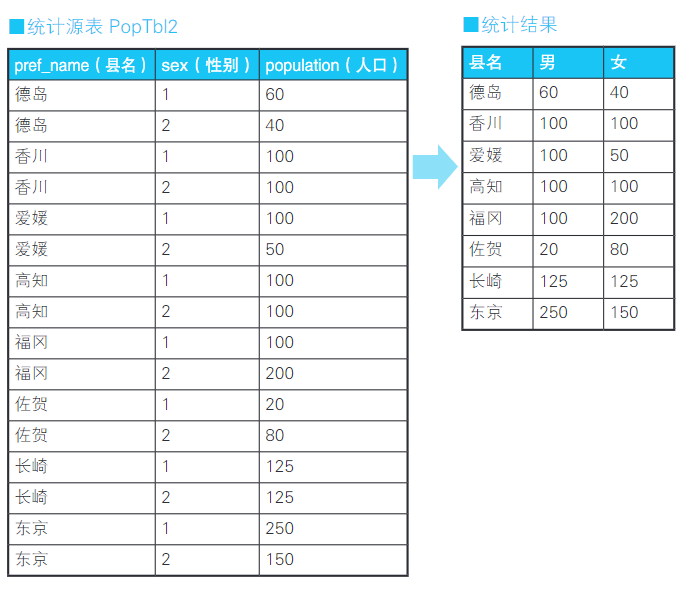 ■统计源表 PopTbl2
pref_name（县名） sex（性别） population（人口）
德岛 1 60
德岛 2 40
香川 1 100
香川 2 100
爱媛 1 100
爱媛 2 50
高知 1 100
高知 2 100
福冈 1 100
福冈 2 200
佐贺 1 20
佐贺 2 80
长崎 1 125
长崎 2 125
东京 1 250
东京 2 150
■统计结果
县名 男 女
德岛 60 40
香川 100 100
爱媛 100 50
高知 100 100
福冈 100 200
佐贺 20 80
长崎 125 125
东京 250 150